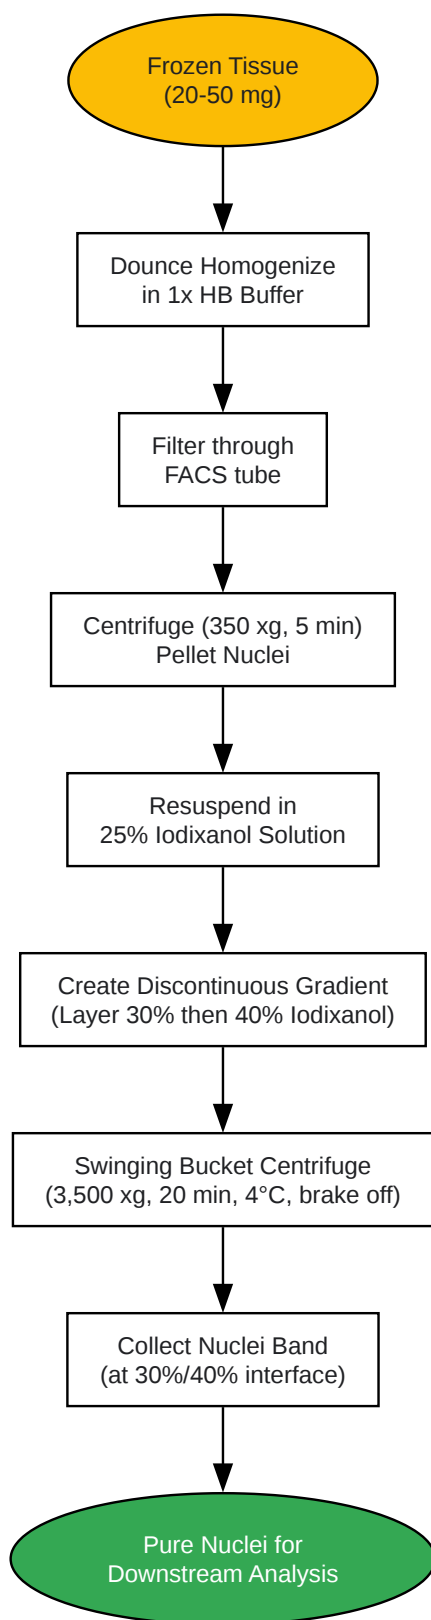 Frozen Tissue
(20-50 mg)
Dounce Homogenize
in 1x HB Buffer
Filter through
FACS tube
Centrifuge (350 xg, 5 min)
Pellet Nuclei
Resuspend in
25% Iodixanol Solution
Create Discontinuous Gradient
(Layer 30% then 40% Iodixanol)
Swinging Bucket Centrifuge
(3,500 xg, 20 min, 4°C, brake off)
Collect Nuclei Band
(at 30%/40% interface)
Pure Nuclei for
Downstream Analysis